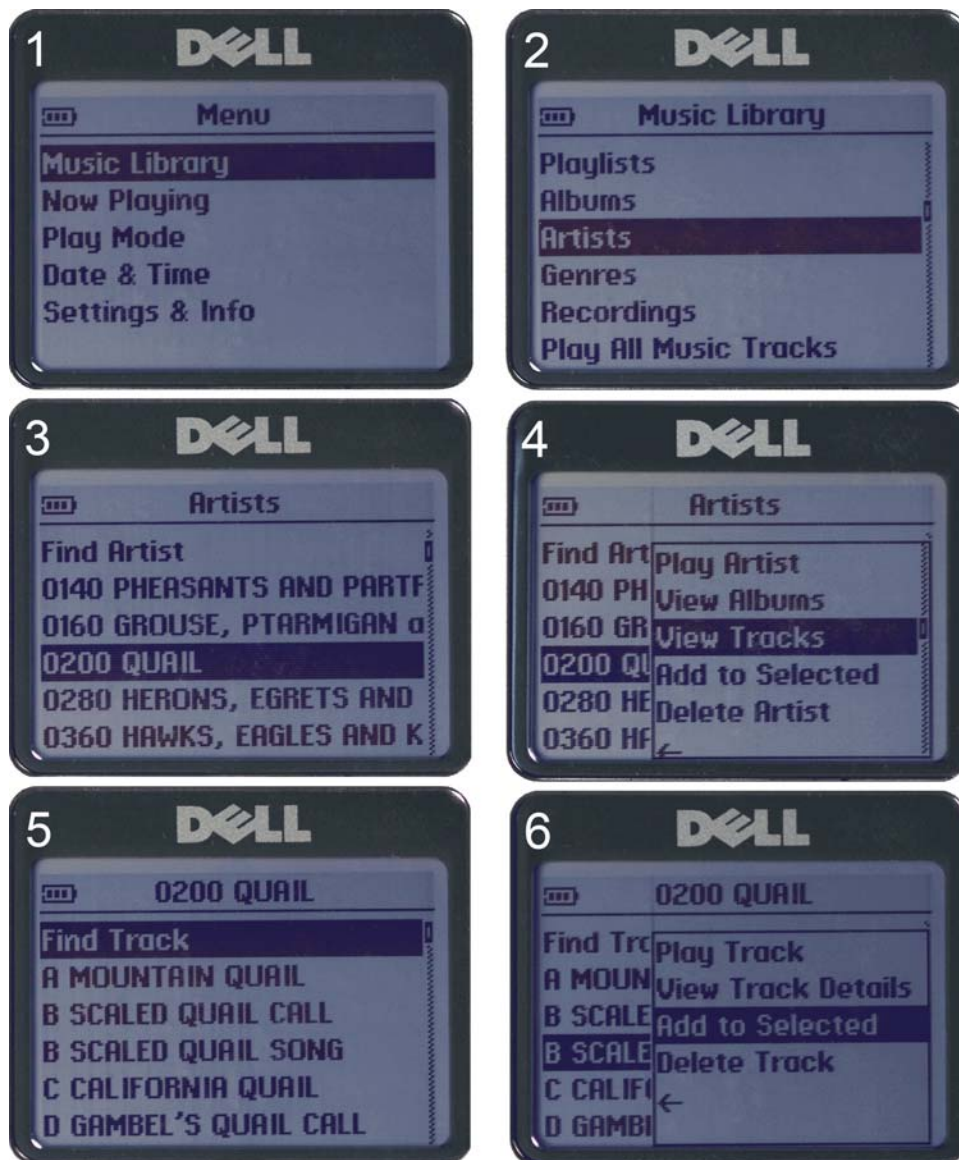 1
DELL
Menu
Music Library
Now Playing
Play Mode
Date & Time
Settings & Info
2
DELL
Music Library
Playlists
Albums
Artists
Genres
Recordings
Play All Music Tracks
3
DELL
Artists
Find Artist
0140 PHEASANTS AND PARTF
0160 GROUSE, PTARMIGAN a
0200 QUAIL
0280 HERONS, EGRETS AND
0360 HAWKS, EAGLES AND K
4
DELL
Artists
Find Art
0140 PH
0160 GR
0200 QU
0280 HE
0360 HF
Play Artist
View Albums
View Tracks
Add to Selected
Delete Artist
←
5
DELL
0200 QUAIL
Find Track
A MOUNTAIN QUAIL
B SCALED QUAIL CALL
B SCALED QUAIL SONG
C CALIFORNIA QUAIL
D GAMBEL'S QUAIL CALL
6
DELL
0200 QUAIL
Find Trc
A MOUN
B SCALE
B SCALE
C CALIF
D GAMBI
Play Track
View Track Details
Add to Selected
Delete Track
←